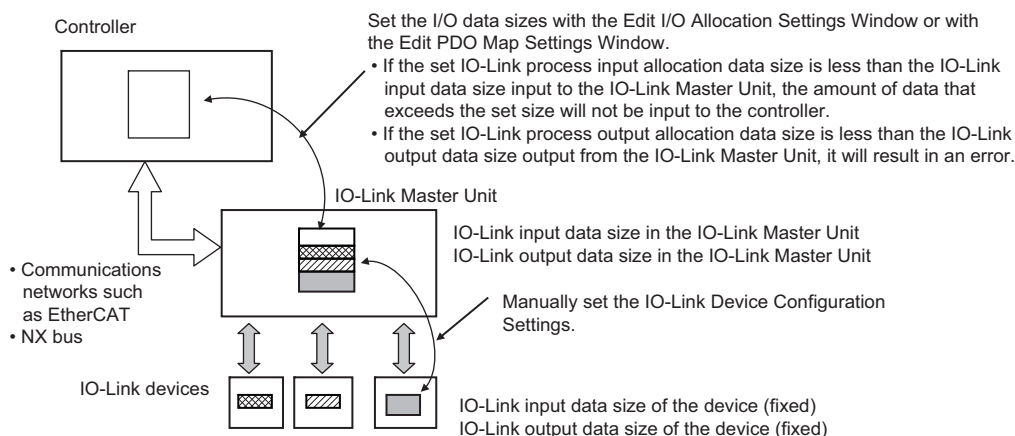 Controller
Set the I/O data sizes with the Edit I/O Allocation Settings Window or with
the Edit PDO Map Settings Window.
• If the set IO-Link process input allocation data size is less than the IO-Link
input data size input to the IO-Link Master Unit, the amount of data that
exceeds the set size will not be input to the controller.
• If the set IO-Link process output allocation data size is less than the IO-Link
output data size output from the IO-Link Master Unit, it will result in an error.
IO-Link Master Unit
IO-Link input data size in the IO-Link Master Unit
IO-Link output data size in the IO-Link Master Unit
• Communications
networks such
as EtherCAT
• NX bus
Manually set the IO-Link Device Configuration
Settings.
IO-Link devices
IO-Link input data size of the device (fixed)
IO-Link output data size of the device (fixed)